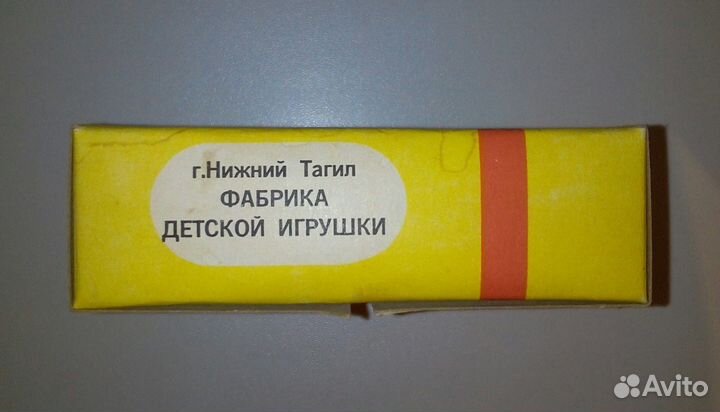 г.Нижний Тагил
ФАБРИКА
ДЕТСКОЙ ИГРУШКИ
Avito